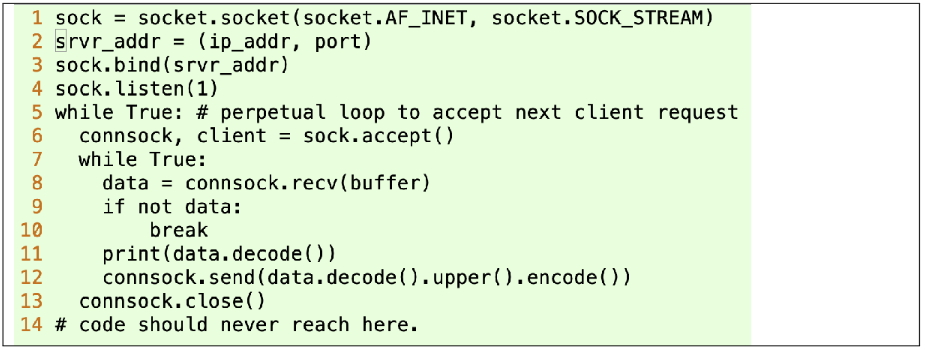 1 sock = socket.socket(socket.AF_INET, socket.SOCK_STREAM)
2 srvr_addr = (ip_addr, port)
3 sock.bind(srvr_addr)
4 sock.listen(1)
5 while True: # perpetual loop to accept next client request
6   connsock, client = sock.accept()
7   while True:
8     data = connsock.recv(buffer)
9     if not data:
10         break
11     print(data.decode())
12     connsock.send(data.decode().upper().encode())
13   connsock.close()
14 # code should never reach here.